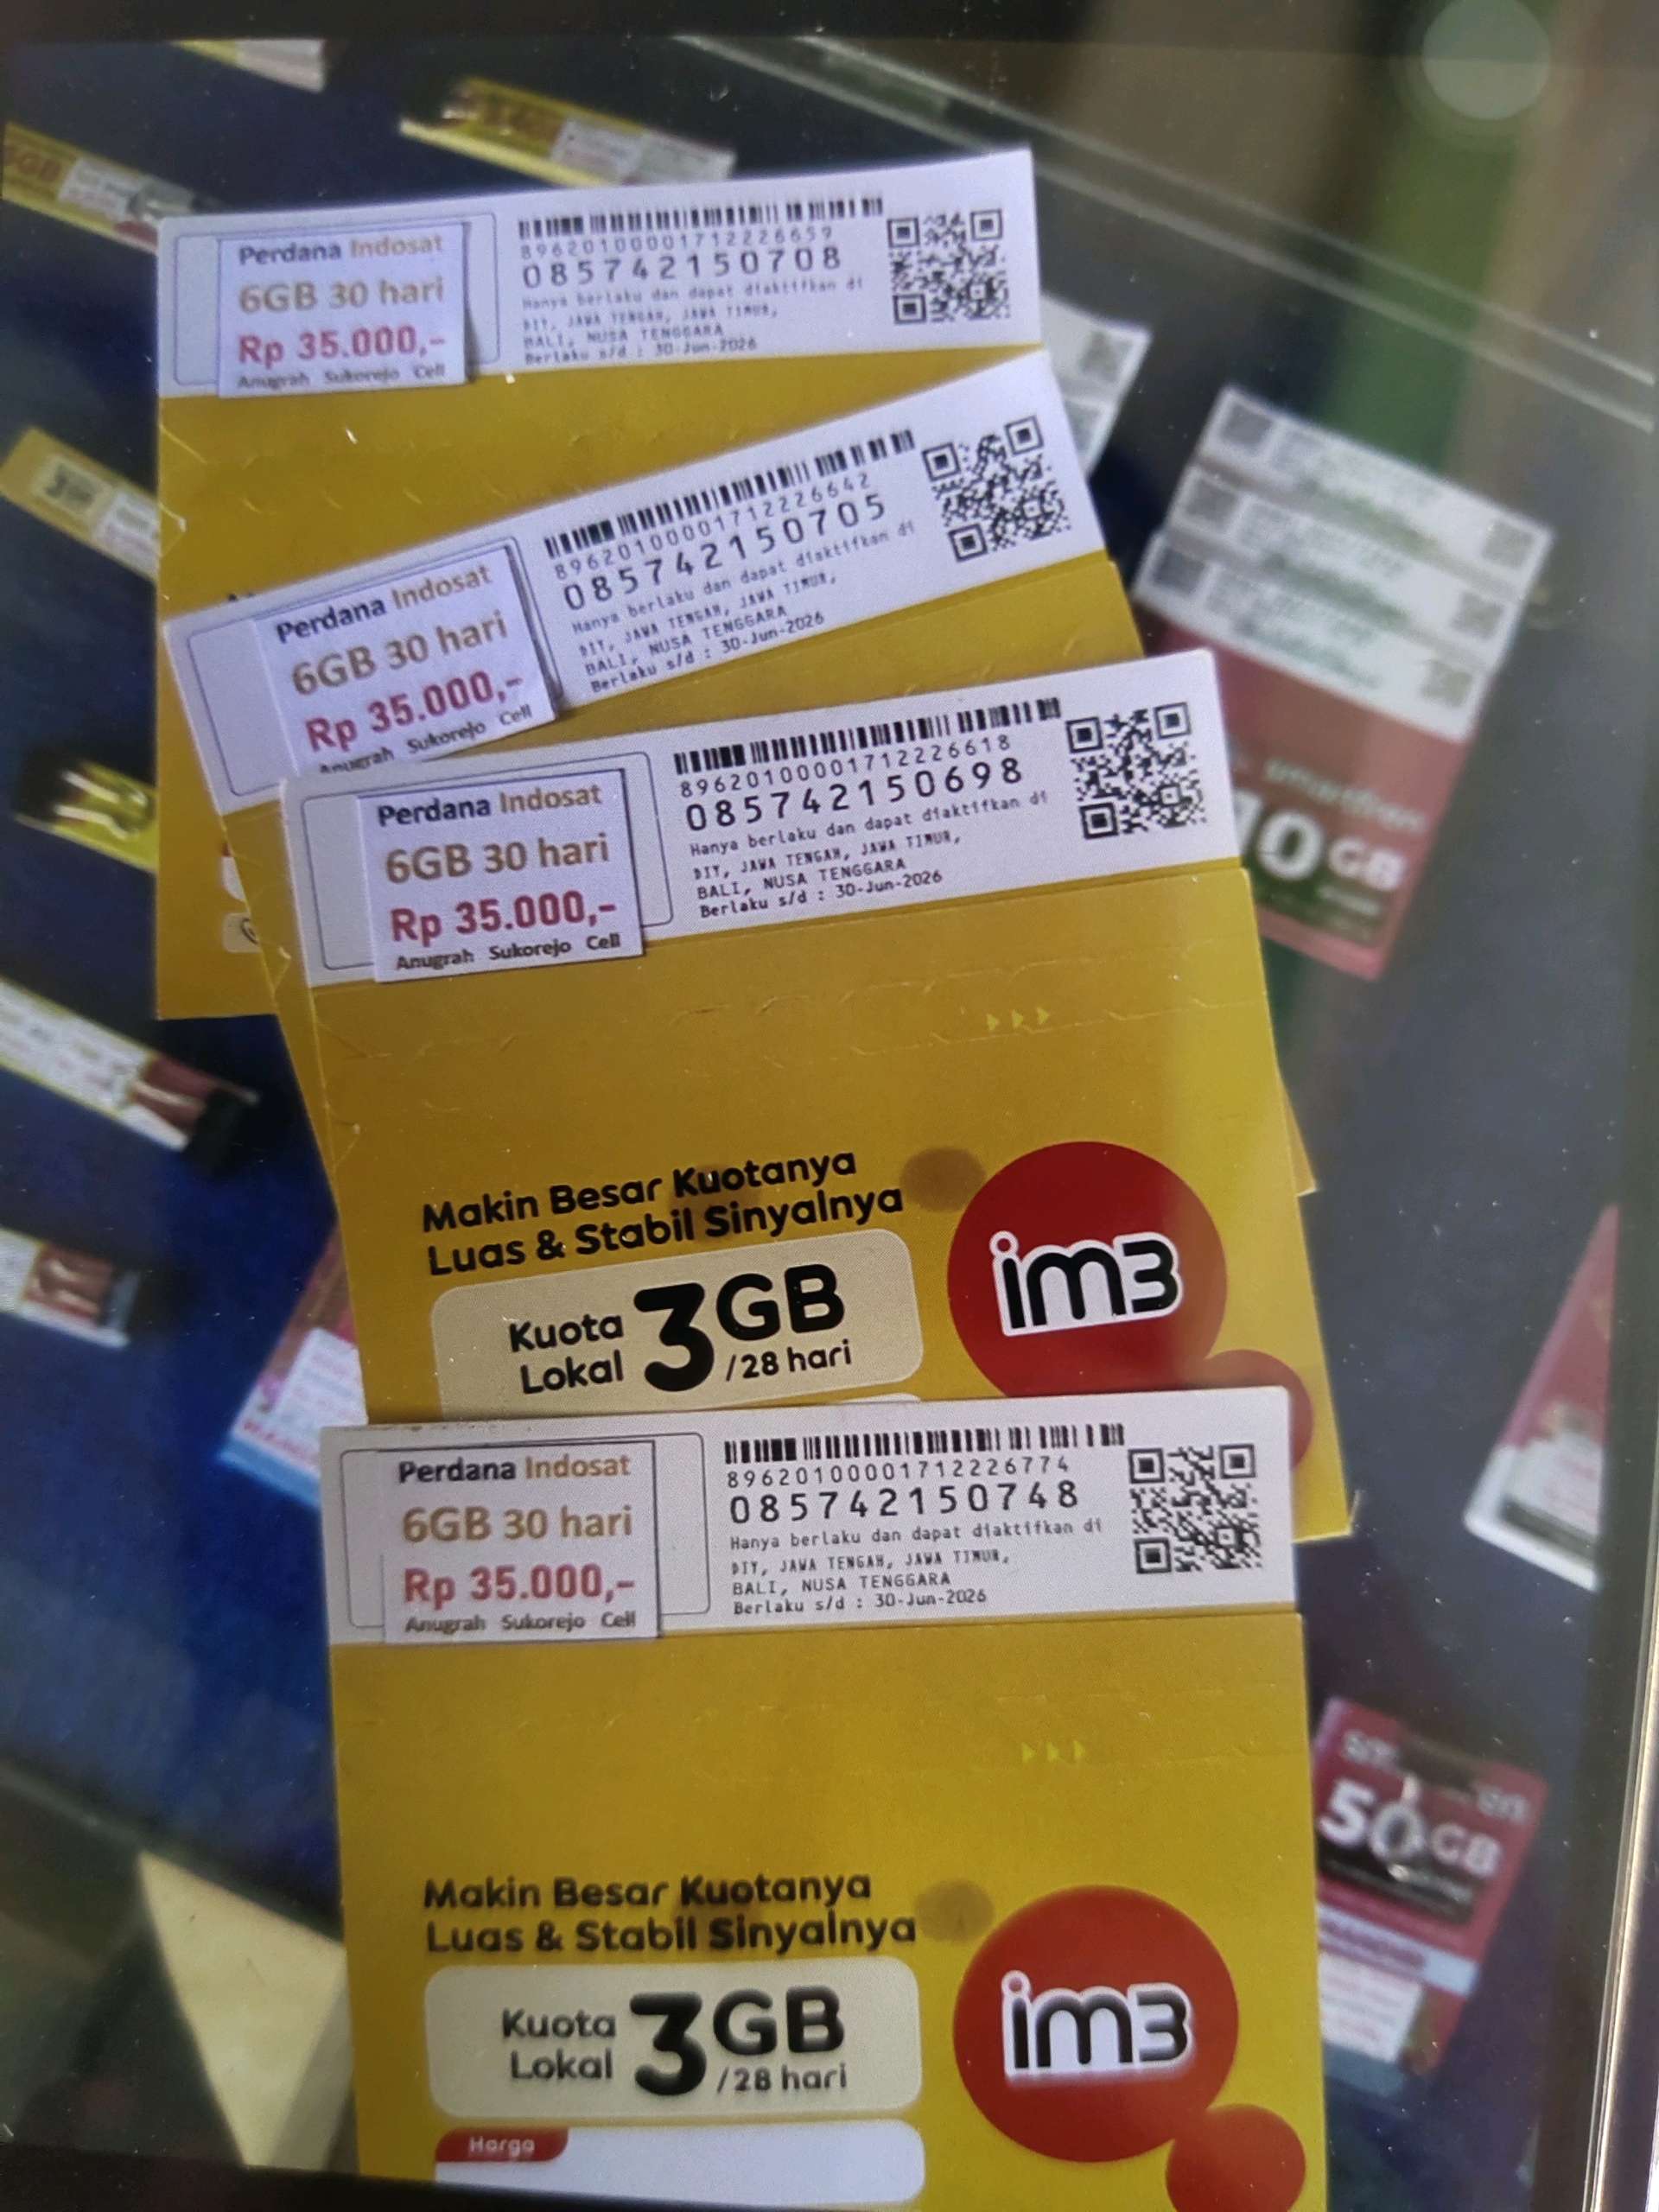 Perdana Indosat
6GB 30 hari
Rp 35.000,-
Anugrah Sukorejo Cell
8962010000171222​6659
085742150708
Hanya berlaku dan dapat diaktifkan di
DIY, JAWA TENGAH, JAWA TIMUR,
BALI, NUSA TENGGARA
Berlaku s/d : 30-Jun-2026
Perdana Indosat
6GB 30 hari
Rp 35.000,-
Anugrah Sukorejo Cell
89620100001712226642
085742150705
Hanya berlaku dan dapat diaktifkan di
DIY, JAWA TENGAH, JAWA TIMUR,
BALI, NUSA TENGGARA
Berlaku s/d : 30-Jun-2026
Perdana Indosat
6GB 30 hari
Rp 35.000,-
Anugrah Sukorejo Cell
89620100001712226618
085742150698
Hanya berlaku dan dapat diaktifkan di
DIY, JAWA TENGAH, JAWA TIMUR,
BALI, NUSA TENGGARA
Berlaku s/d : 30-Jun-2026
Makin Besar Kuotanya
Luas & Stabil Sinyalnya
Kuota Lokal 3GB /28 hari
im3
Perdana Indosat
6GB 30 hari
Rp 35.000,-
Anugrah Sukorejo Cell
89620100001712226774
085742150748
Hanya berlaku dan dapat diaktifkan di
DIY, JAWA TENGAH, JAWA TIMUR,
BALI, NUSA TENGGARA
Berlaku s/d : 30-Jun-2026
Makin Besar Kuotanya
Luas & Stabil Sinyalnya
Kuota Lokal 3GB /28 hari
im3
Harga
smartfren
10 GB
50 GB